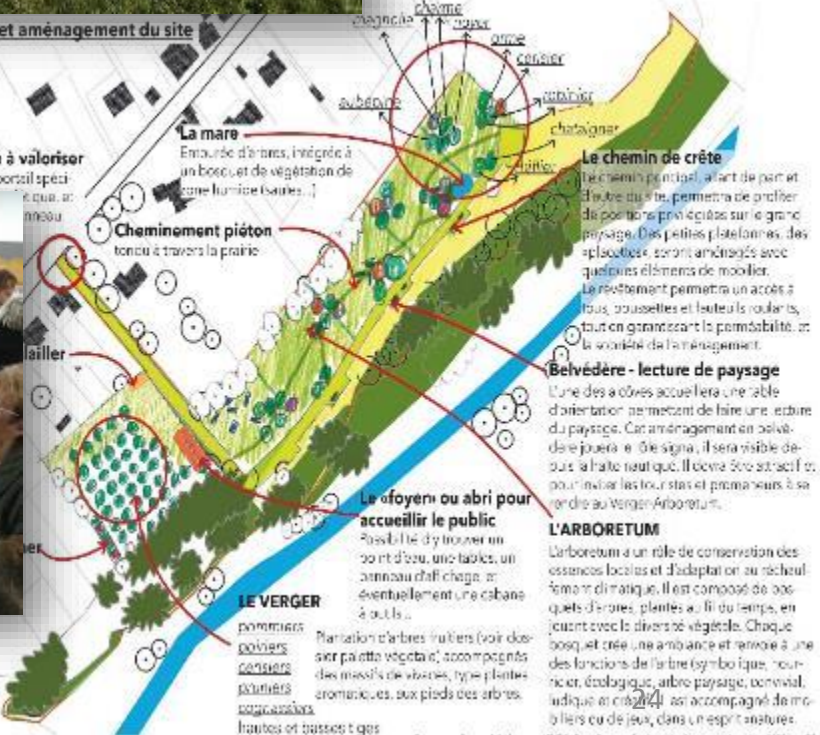 et aménagement du site
magnolia
charme
noyer
orme
cerisier
aubépine
robinier
chataigner
à valoriser
La mare
Entourée d'arbres, intégrée à
un bosquet de végétation de
zone humide (saules...)
Cheminement piéton
tondu à travers la prairie
Le chemin de crête
Le chemin principal, allant de part et
d'autre du site, permettra de profiter
de positions privilégiées sur le grand
paysage. Des petites plateformes, des
«placettes», seront aménagés avec
quelques éléments de mobilier.
Le revêtement permettra un accès à
tous, poussettes et fauteuils roulants,
tout en garantissant la perméabilité, et
la sobriété de l'aménagement.
Belvédère - lecture de paysage
L'une des alcôves accueillera une table
d'orientation permettant de faire une lecture
du paysage. Cet aménagement en belvé-
dère jouera le rôle signal, il sera visible de-
puis la halte nautique. Il devra être attractif et
pour inviter les touristes et promeneurs à se
rendre au Verger-Arboretum.
L'ARBORETUM
L'arboretum a un rôle de conservation des
essences locales et d'adaptation au réchauf-
fement climatique. Il est composé de bos-
quets d'arbres, plantés au fil du temps, en
jouant avec la diversité végétale. Chaque
bosquet crée une ambiance et renvoie à une
des fonctions de l'arbre (symbolique, nour-
ricier, écologique, arbre paysage, convivial,
ludique et est accompagné de mo-
biliers ou de jeux, dans un esprit «nature».
24
Le «foyer» ou abri pour
accueillir le public
Possibilité d'y trouver un
point d'eau, une tables, un
panneau d'affichage, et
éventuellement une cabane
à outils...
LE VERGER
pommiers
poiriers
cerisiers
pruniers
cognassiers
hautes et basses tiges
Plantation d'arbres fruitiers (voir dos-
sier palette végétale) accompagnés
des massifs de vivaces, type plantes
aromatiques, aux pieds des arbres.